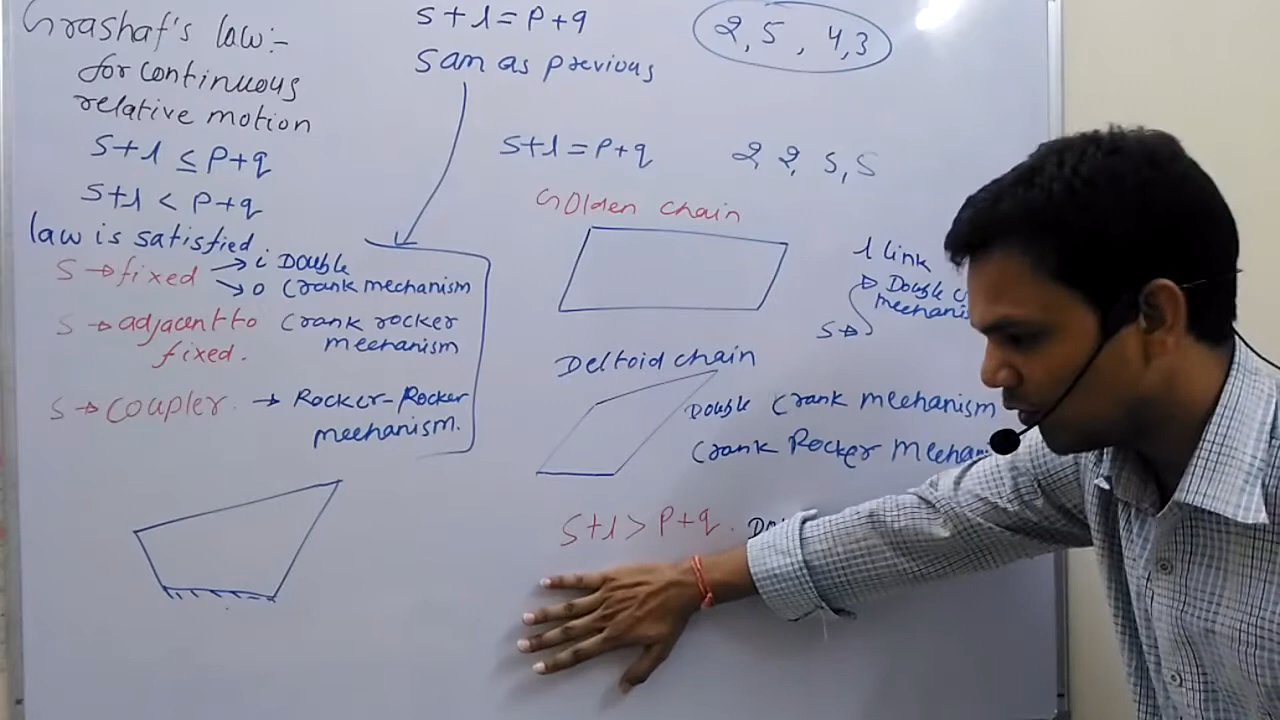 Grashaf's law:-
for continuous
relative motion
s+l ≤ p+q
s+l < p+q
law is satisfied.
s → fixed → i Double
→ o Crank mechanism
s → adjacent to Crank rocker
fixed. mechanism
s → coupler. → Rocker-Rocker
mechanism.
s+l = p+q
Sam as previous
2,5, 4,3
s+l = p+q 2, 2, 5, 5
Golden chain
l link
→ Double C
mechanis
s →
Deltoid chain
Double Crank mechanism
Crank Rocker Mechan
s+l > p+q.